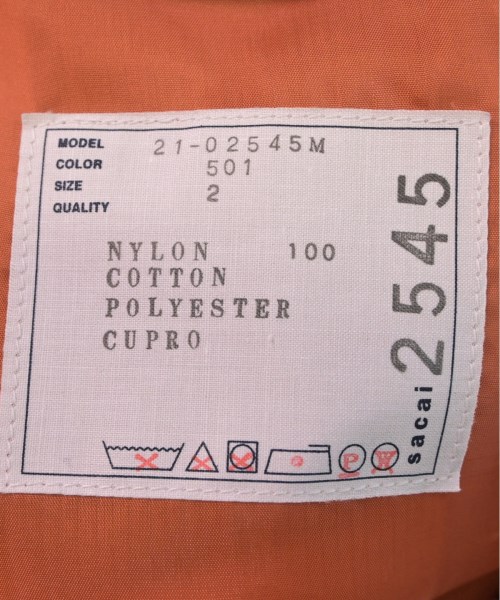 MODEL 21-02545M
COLOR 501
SIZE 2
QUALITY
NYLON 100
COTTON
POLYESTER
CUPRO
sacai 2545
P W